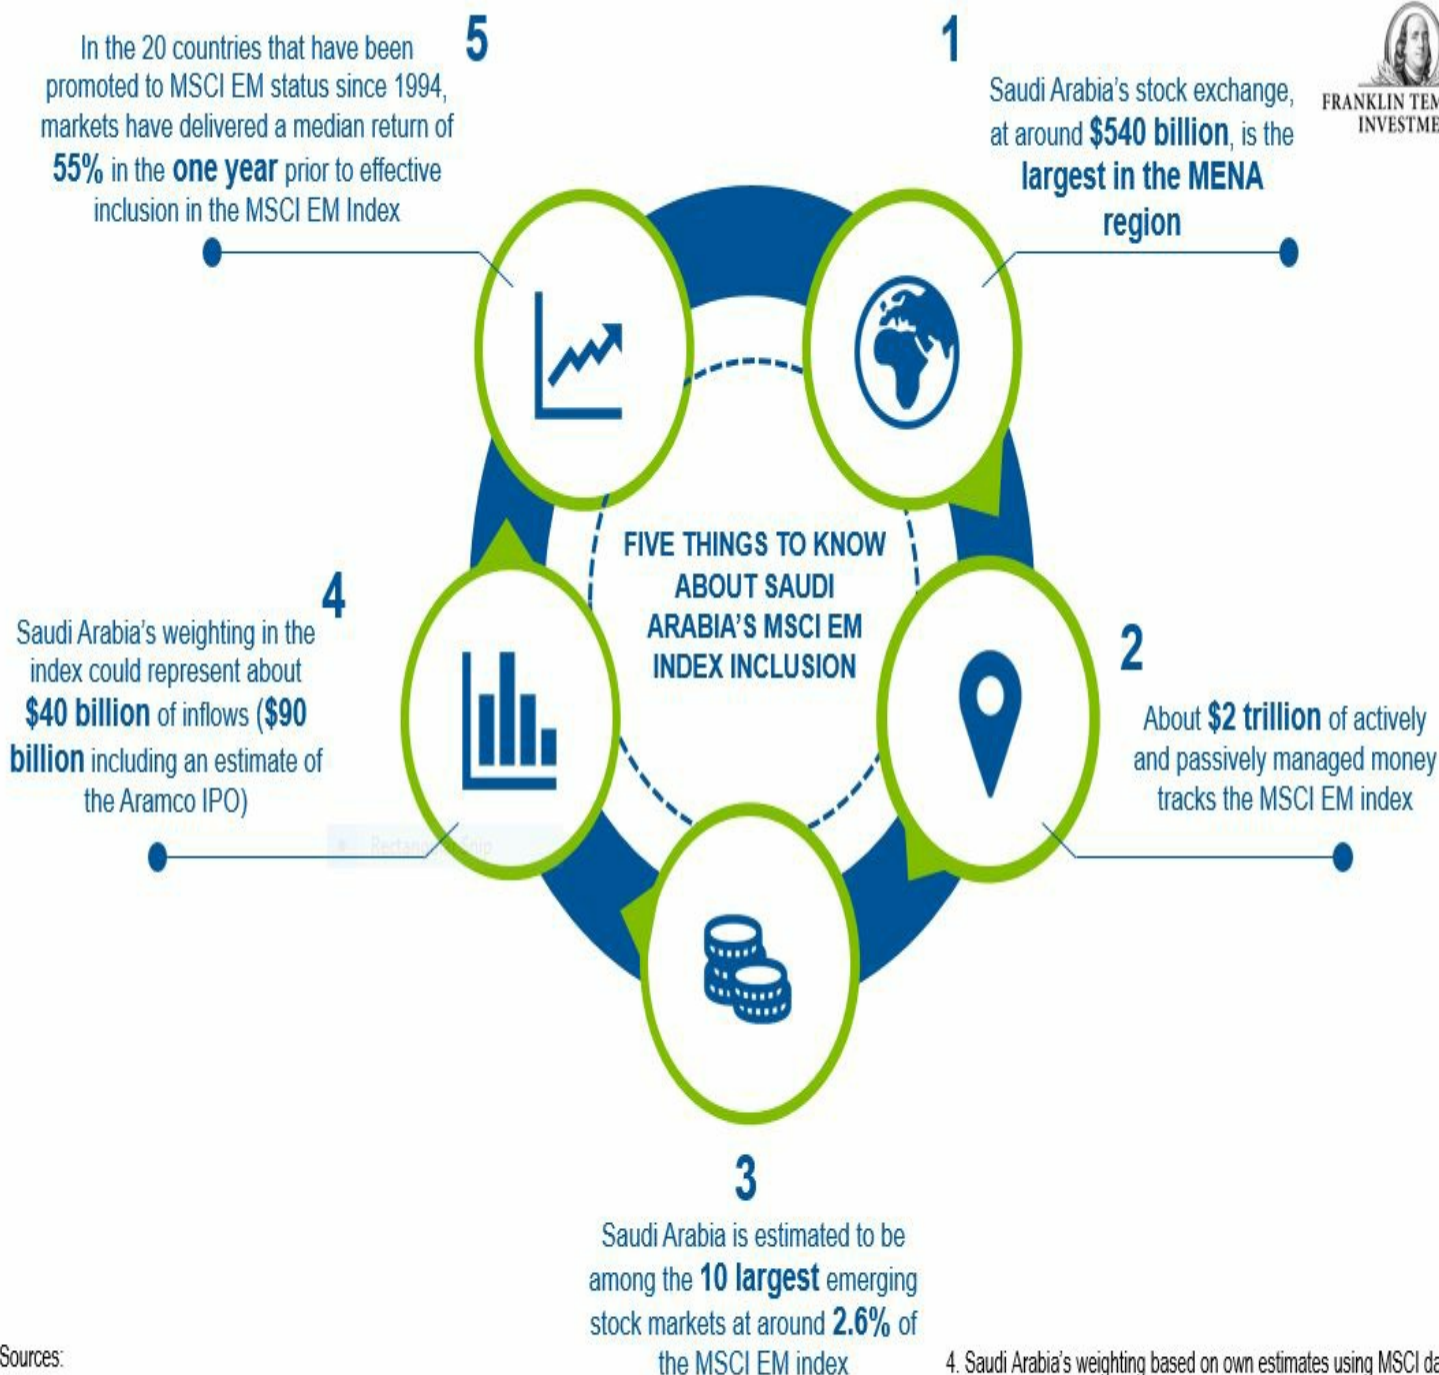 5
In the 20 countries that have been
promoted to MSCI EM status since 1994,
markets have delivered a median return of
55% in the one year prior to effective
inclusion in the MSCI EM Index
1
Saudi Arabia's stock exchange,
at around $540 billion, is the
largest in the MENA
region
FRANKLIN
FIVE THINGS TO KNOW
ABOUT SAUDI
ARABIA'S MSCI EM
INDEX INCLUSION
4
Saudi Arabia's weighting in the
index could represent about
$40 billion of inflows ($90
billion including an estimate of
the Aramco IPO)
2
About $2 trillion of actively
and passively managed money
tracks the MSCI EM index
3
Saudi Arabia is estimated to be
among the 10 largest emerging
stock markets at around 2.6% of
the MSCI EM index
Sources:
4. Saudi Arabia's weighting based on own estimates using MSCI